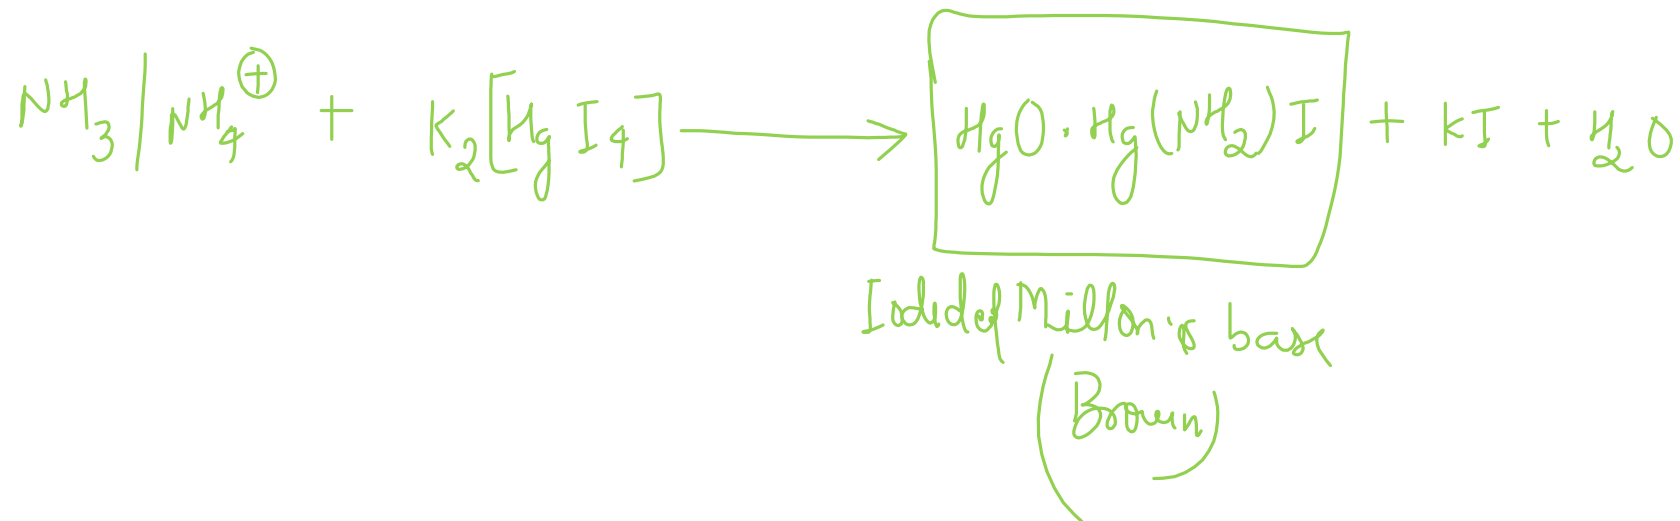 NH₃/NH₄⊕ + K₂[HgI₄] ⟶ HgO·Hg(NH₂)I + KI + H₂O
Iodide of Millon's base
(Brown)